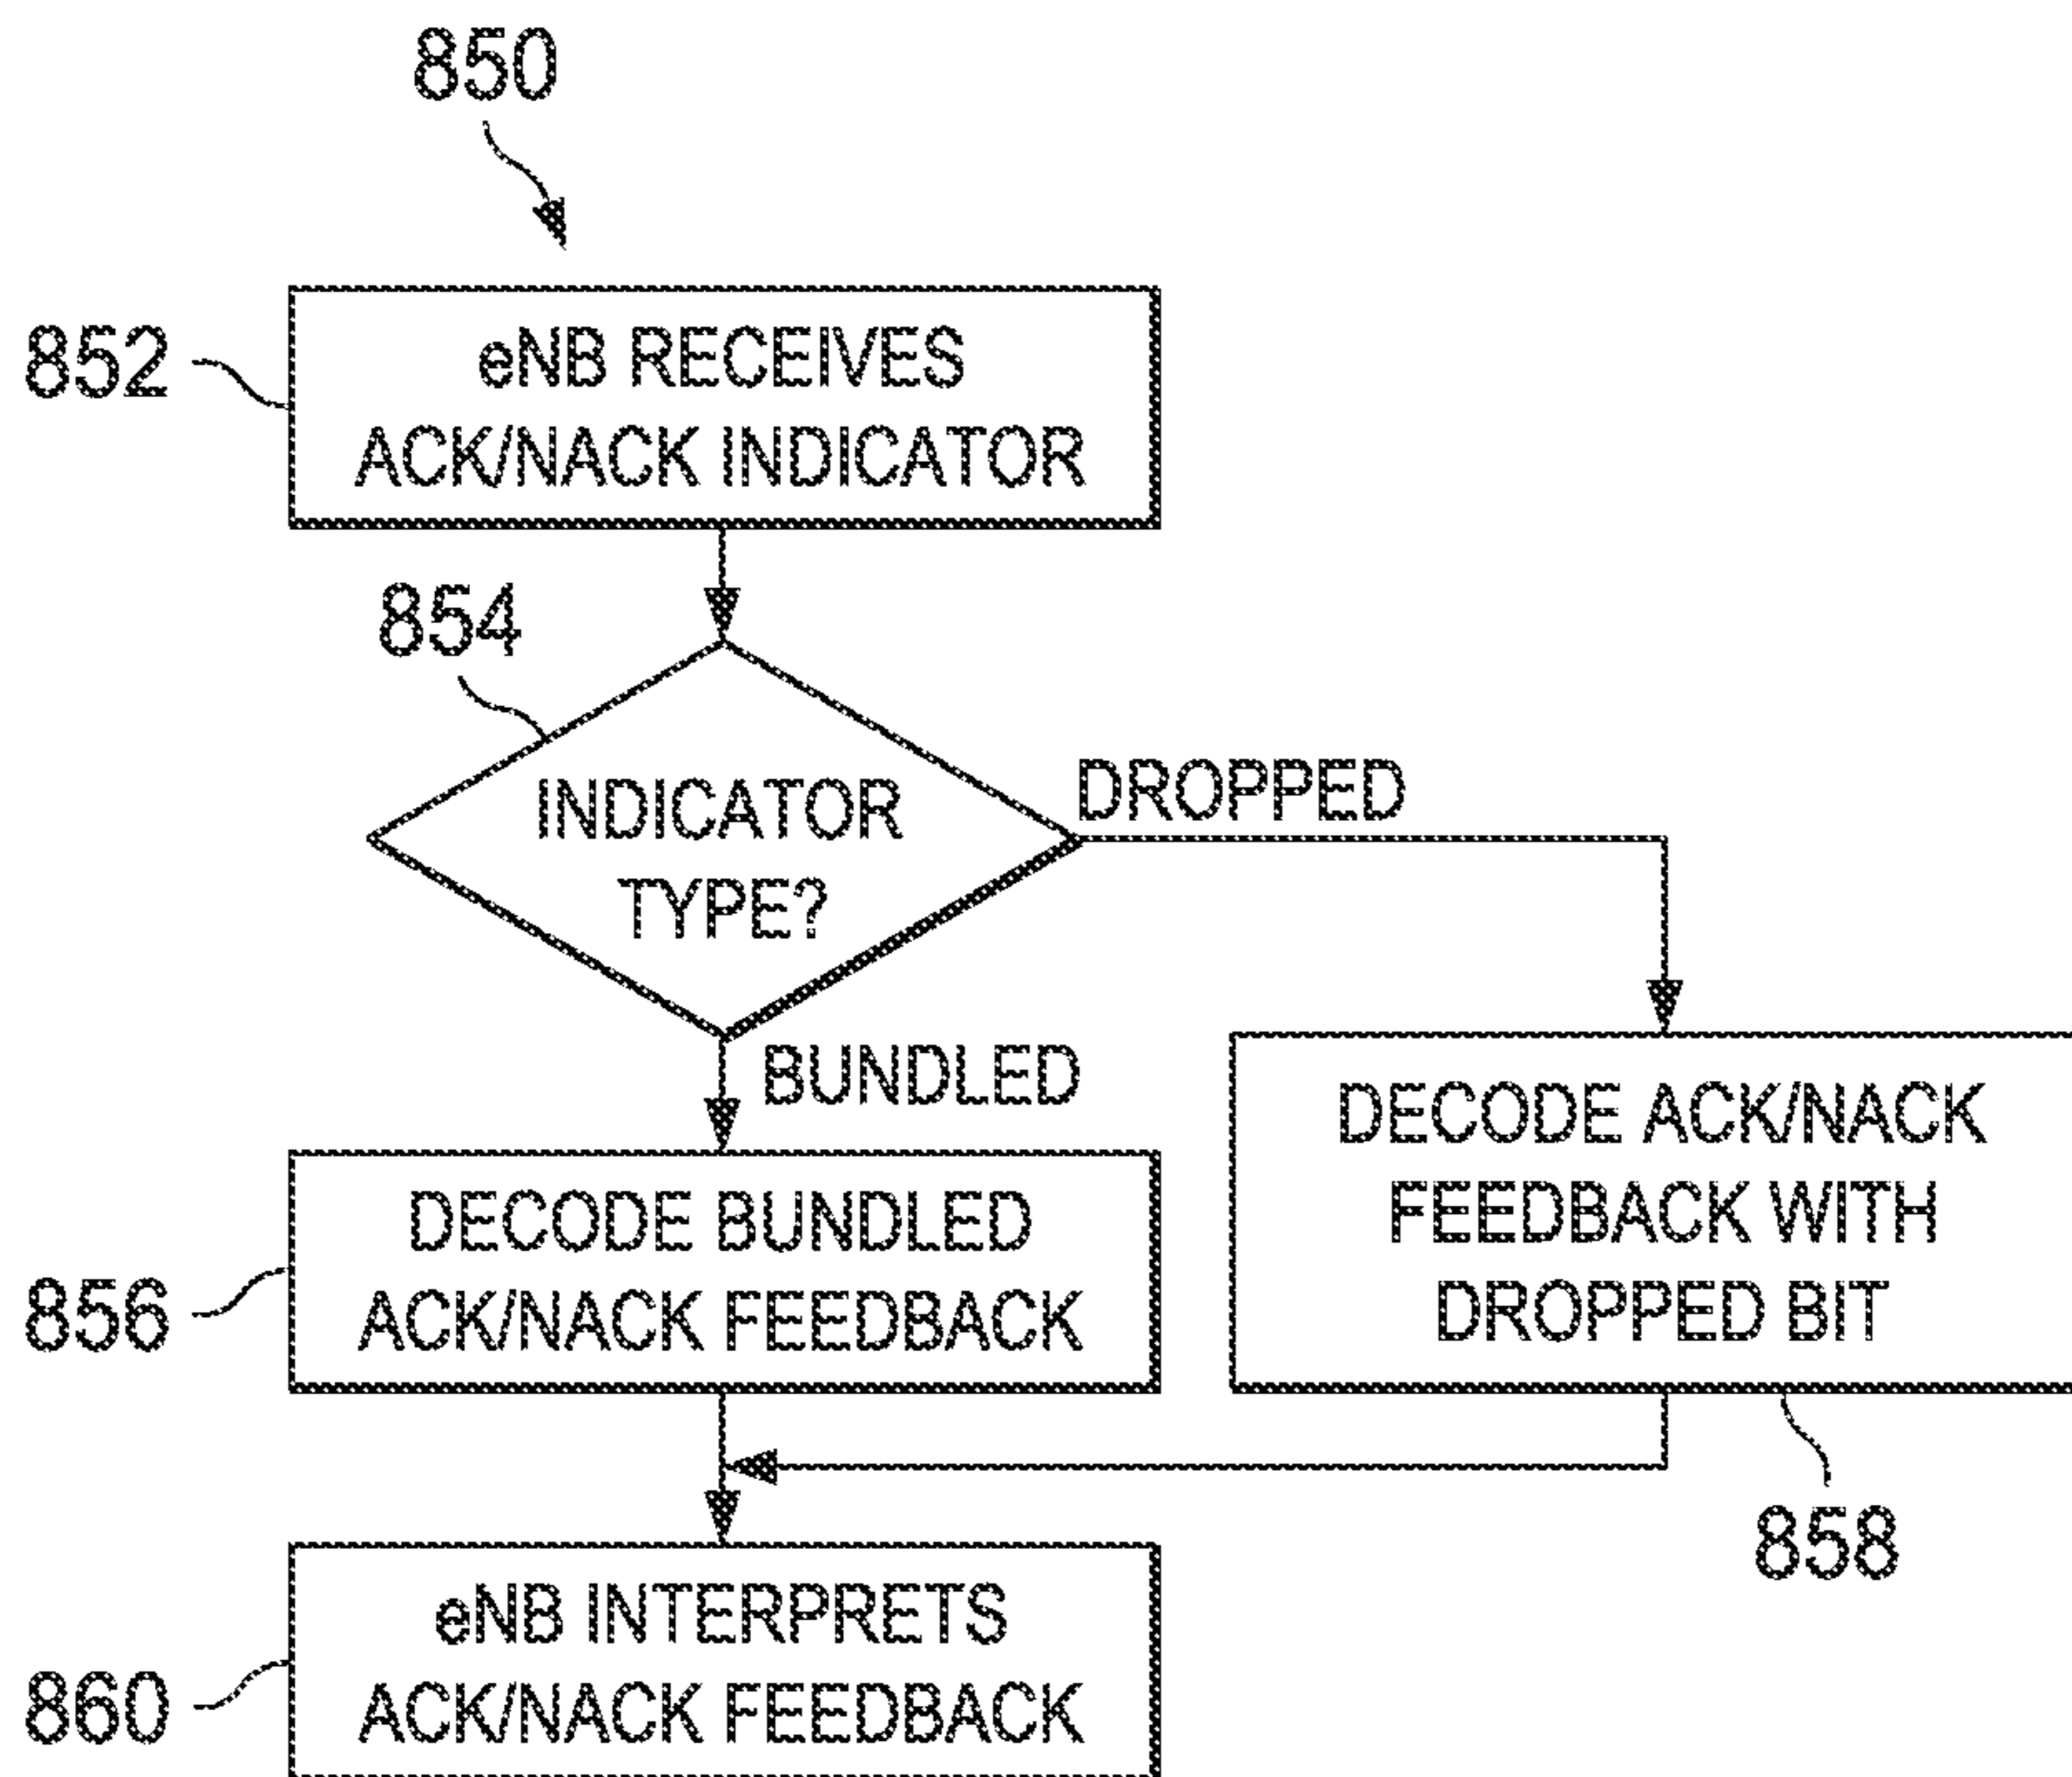 850
852
eNB RECEIVES
ACK/NACK INDICATOR
854
INDICATOR
TYPE?
DROPPED
BUNDLED
856
DECODE BUNDLED
ACK/NACK FEEDBACK
DECODE ACK/NACK
FEEDBACK WITH
DROPPED BIT
858
860
eNB INTERPRETS
ACK/NACK FEEDBACK